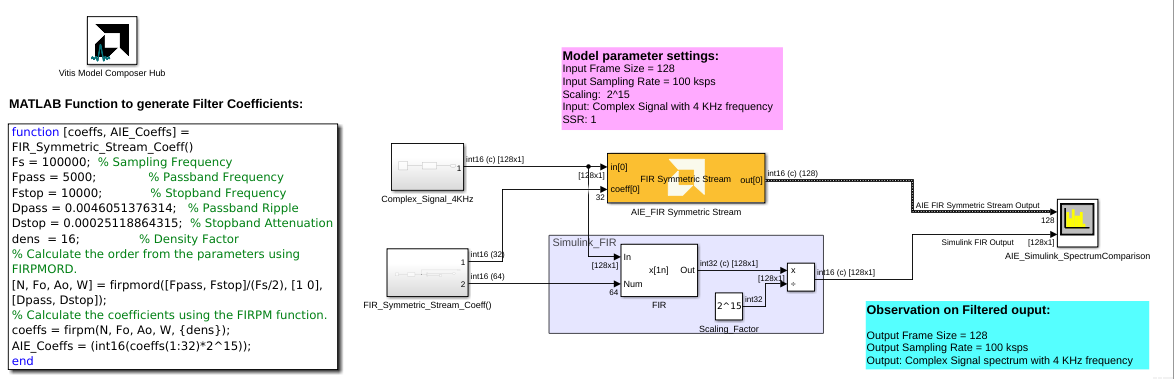 Vitis Model Composer Hub
MATLAB Function to generate Filter Coefficients:
function [coeffs, AIE_Coeffs] =
FIR_Symmetric_Stream_Coeff()
Fs = 100000;  % Sampling Frequency
Fpass = 5000;  % Passband Frequency
Fstop = 10000;  % Stopband Frequency
Dpass = 0.0046051376314;  % Passband Ripple
Dstop = 0.00025118864315;  % Stopband Attenuation
dens  = 16;  % Density Factor
% Calculate the order from the parameters using
FIRPMORD.
[N, Fo, Ao, W] = firpmord([Fpass, Fstop]/(Fs/2), [1 0],
[Dpass, Dstop]);
% Calculate the coefficients using the FIRPM function.
coeffs = firpm(N, Fo, Ao, W, {dens});
AIE_Coeffs = (int16(coeffs(1:32)*2^15));
end
Model parameter settings:
Input Frame Size = 128
Input Sampling Rate = 100 ksps
Scaling:  2^15
Input: Complex Signal with 4 KHz frequency
SSR: 1
1
int16 (c) [128x1]
Complex_Signal_4KHz
[128x1]
32
in[0]
coeff[0]
FIR Symmetric Stream
out[0]
int16 (c) (128)
AIE_FIR Symmetric Stream
1
2
int16 (32)
int16 (64)
FIR_Symmetric_Stream_Coeff()
Simulink_FIR
[128x1]
64
In
Num
x[n]
Out
FIR
int32 (c) [128x1]
[128x1]
2^15
int32
Scaling_Factor
x
÷
int16 (c) [128x1]
AIE FIR Symmetric Stream Output
128
Simulink FIR Output
[128x1]
AIE_Simulink_SpectrumComparison
Observation on Filtered ouput:
Output Frame Size = 128
Output Sampling Rate = 100 ksps
Output: Complex Signal spectrum with 4 KHz frequency